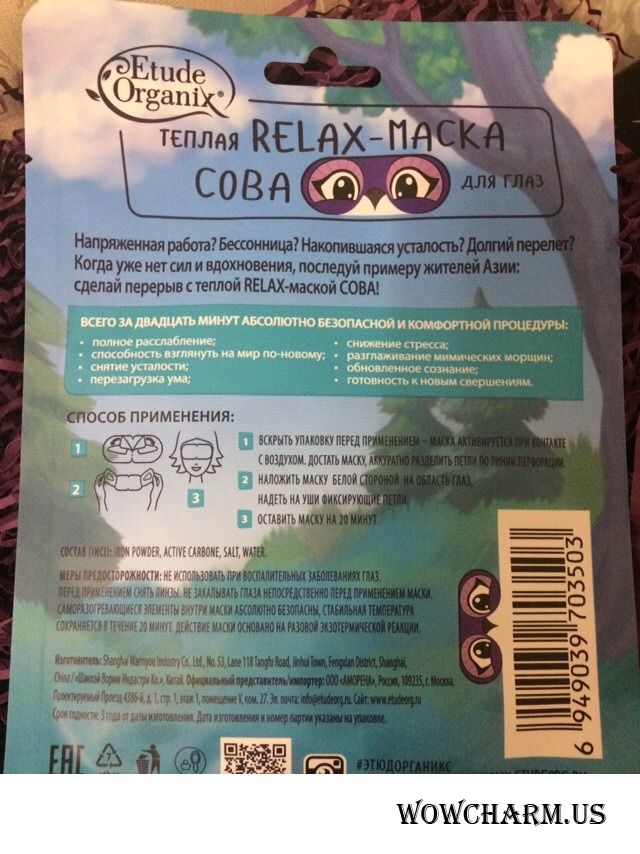 Etude
Organix®
ТЕПЛАЯ RELAX-МАСКА
СОВА ДЛЯ ГЛАЗ
Напряженная работа? Бессонница? Накопившаяся усталость? Долгий перелет?
Когда уже нет сил и вдохновения, последуй примеру жителей Азии:
сделай перерыв с теплой RELAX-маской СОВА!
ВСЕГО ЗА ДВАДЦАТЬ МИНУТ АБСОЛЮТНО БЕЗОПАСНОЙ И КОМФОРТНОЙ ПРОЦЕДУРЫ:
• полное расслабление;
• способность взглянуть на мир по-новому;
• снятие усталости;
• перезагрузка ума;
• снижение стресса;
• разглаживание мимических морщин;
• обновленное сознание;
• готовность к новым свершениям.
СПОСОБ ПРИМЕНЕНИЯ:
1
2
3
1 ВСКРЫТЬ УПАКОВКУ ПЕРЕД ПРИМЕНЕНИЕМ – МАСКА АКТИВИРУЕТСЯ ПРИ КОНТАКТЕ
С ВОЗДУХОМ. ДОСТАТЬ МАСКУ, АККУРАТНО РАЗДЕЛИТЬ ПЕТЛИ ПО ЛИНИИ ПЕРФОРАЦИИ.
2 НАЛОЖИТЬ МАСКУ БЕЛОЙ СТОРОНОЙ НА ОБЛАСТЬ ГЛАЗ,
НАДЕТЬ НА УШИ ФИКСИРУЮЩИЕ ПЕТЛИ.
3 ОСТАВИТЬ МАСКУ НА 20 МИНУТ.
СОСТАВ (INCI): IRON POWDER, ACTIVE CARBONE, SALT, WATER.
МЕРЫ ПРЕДОСТОРОЖНОСТИ: НЕ ИСПОЛЬЗОВАТЬ ПРИ ВОСПАЛИТЕЛЬНЫХ ЗАБОЛЕВАНИЯХ ГЛАЗ.
ПЕРЕД ПРИМЕНЕНИЕМ СНЯТЬ ЛИНЗЫ. НЕ ЗАКАПЫВАТЬ ГЛАЗА НЕПОСРЕДСТВЕННО ПЕРЕД ПРИМЕНЕНИЕМ МАСКИ.
САМОРАЗОГРЕВАЮЩИЕСЯ ЭЛЕМЕНТЫ ВНУТРИ МАСКИ АБСОЛЮТНО БЕЗОПАСНЫ, СТАБИЛЬНАЯ ТЕМПЕРАТУРА
СОХРАНЯЕТСЯ В ТЕЧЕНИЕ 20 МИНУТ. ДЕЙСТВИЕ МАСКИ ОСНОВАНО НА РАЗОВОЙ ЭКЗОТЕРМИЧЕСКОЙ РЕАКЦИИ.
Изготовитель: Shanghai Warmyou Industry Co., Ltd., No. 53, Lane 118 Tangfu Road, Jinhui Town, Fengxian District, Shanghai,
China / «Шанхай Ворми Индастри Ко.», Китай. Официальный представитель/импортер: ООО «АМОРЕНА», Россия, 109235, г. Москва,
Проектируемый Проезд 4386-й, д. 1, стр. 1, этаж 1, помещение V, ком. 27. Эл. почта: info@etudeorg.ru. Сайт: www.etudeorg.ru
Срок годности: 3 года от даты изготовления. Дата изготовления и номер партии указаны на упаковке.
6 949039 703503
EAC
7
#ЭТЮДОРГАНИКС
WOWCHARM.US